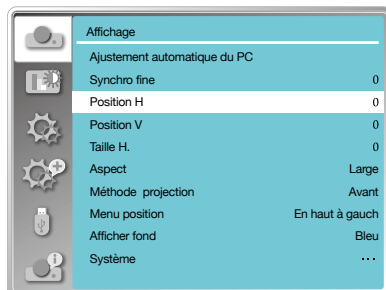 Affichage
Ajustement automatique du PC
Synchro fine 0
Position H 0
Position V 0
Taille H. 0
Aspect Large
Méthode projection Avant
Menu position En haut à gauch
Afficher fond Bleu
Système ...